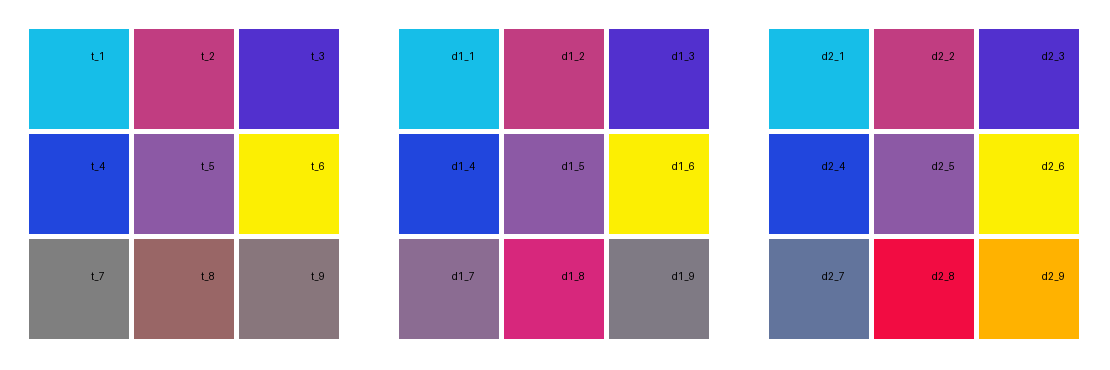 t_1 t_2 t_3 d1_1 d1_2 d1_3 d2_1 d2_2 d2_3
t_4 t_5 t_6 d1_4 d1_5 d1_6 d2_4 d2_5 d2_6
t_7 t_8 t_9 d1_7 d1_8 d1_9 d2_7 d2_8 d2_9